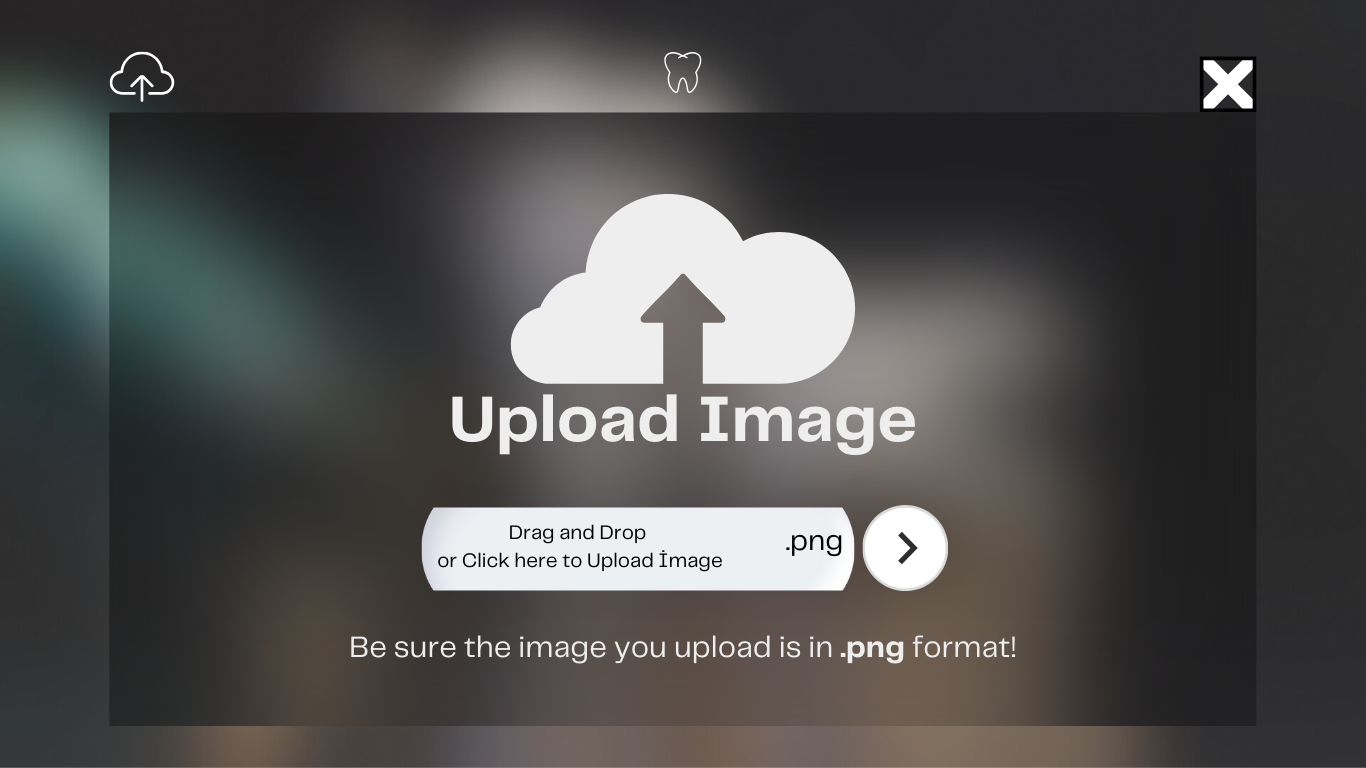 Upload Image
Drag and Drop
or Click here to Upload İmage
.png
Be sure the image you upload is in .png format!